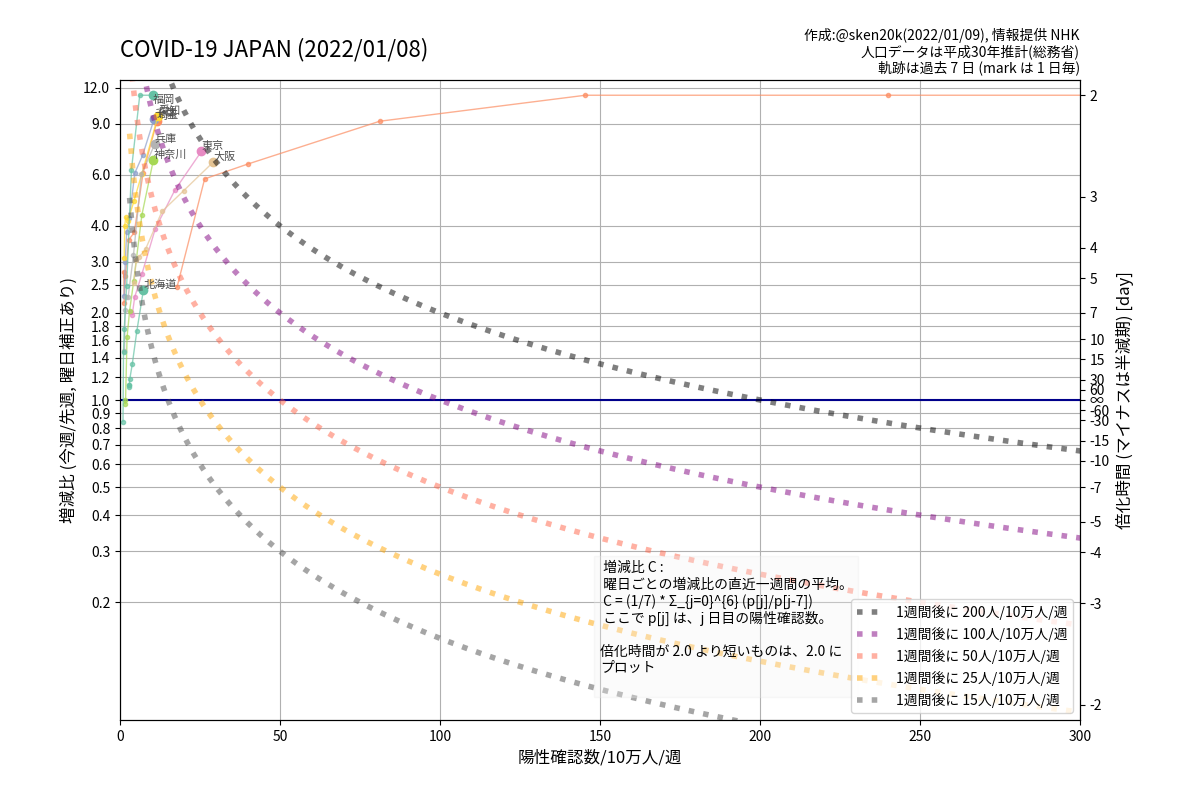 COVID-19 JAPAN (2022/01/08)
作成:@sken20k(2022/01/09), 情報提供 NHK
人口データは平成30年推計(総務省)
軌跡は過去 7 日 (mark は 1 日毎)
増減比 (今週/先週, 曜日補正あり)
12.0
9.0
6.0
4.0
3.0
2.5
2.0
1.8
1.6
1.4
1.2
1.0
0.9
0.8
0.7
0.6
0.5
0.4
0.3
0.2
福岡
愛知
兵庫
神奈川
東京
大阪
北海道
2
3
4
5
7
10
15
30
60
∞
-60
-30
-15
-10
-7
-5
-4
-3
-2
倍化時間 (マイナスは半減期) [day]
増減比 C :
曜日ごとの増減比の直近一週間の平均。
C = (1/7) * Σ_{j=0}^{6} (p[j]/p[j-7])
ここで p[j] は、j 日目の陽性確認数。
倍化時間が 2.0 より短いものは、2.0 に
プロット
1週間後に 200人/10万人/週
1週間後に 100人/10万人/週
1週間後に 50人/10万人/週
1週間後に 25人/10万人/週
1週間後に 15人/10万人/週
0
50
100
150
200
250
300
陽性確認数/10万人/週